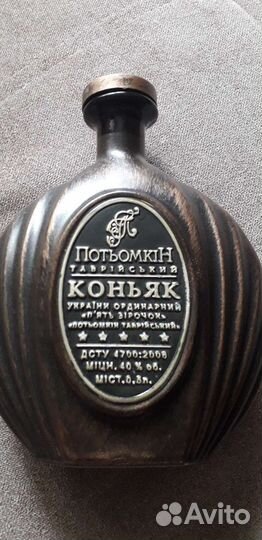 ПОТЬОМКІН
ТАВРІЙСЬКИЙ
КОНЬЯК
УКРАЇНИ ОРДИНАРНИЙ
«П'ЯТЬ ЗІРОЧОК»
«ПОТЬОМКІН ТАВРІЙСЬКИЙ»
ДСТУ 4700:2006
МІЦН. 40 % об.
МІСТ. 0,5л.
Avito